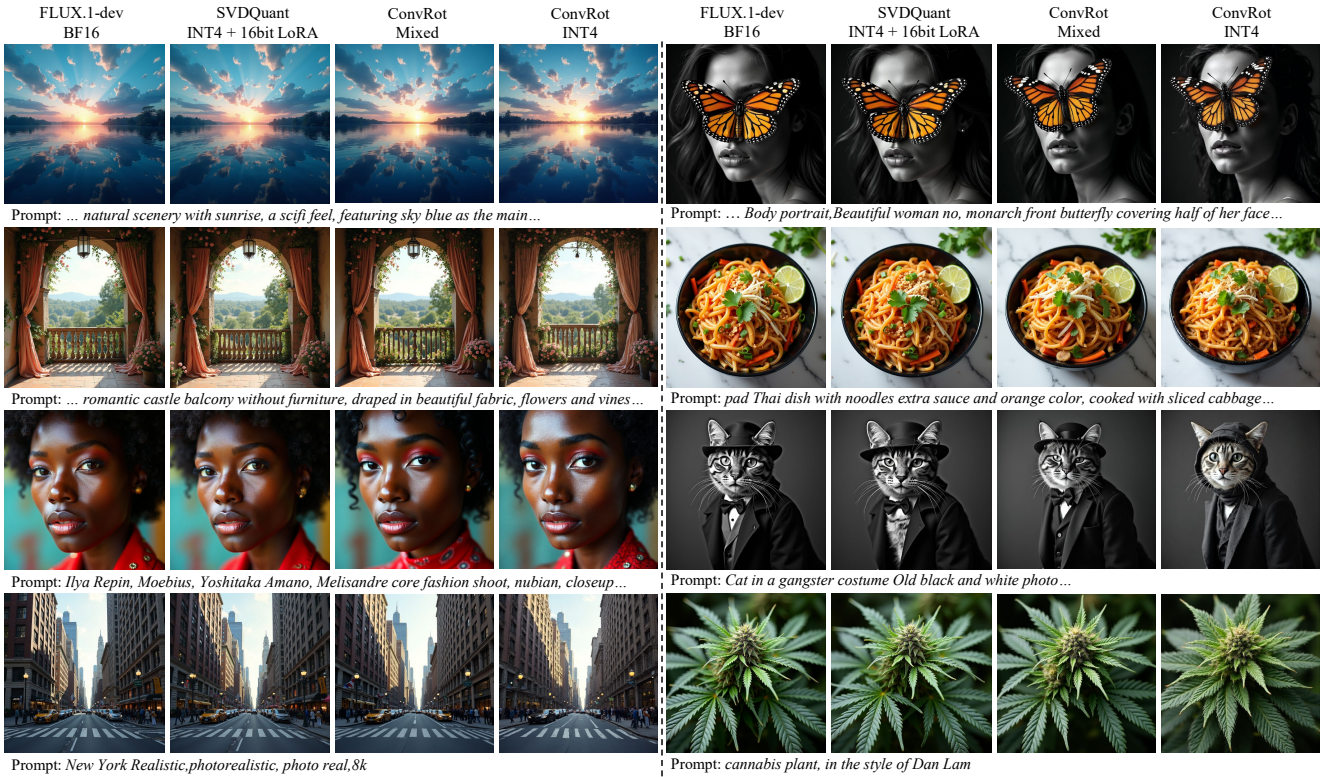 FLUX.1-dev
BF16
SVDQuant
INT4 + 16bit LoRA
ConvRot
Mixed
ConvRot
INT4
FLUX.1-dev
BF16
SVDQuant
INT4 + 16bit LoRA
ConvRot
Mixed
ConvRot
INT4
Prompt: … natural scenery with sunrise, a scifi feel, featuring sky blue as the main…
Prompt: … Body portrait,Beautiful woman no, monarch front butterfly covering half of her face…
Prompt: … romantic castle balcony without furniture, draped in beautiful fabric, flowers and vines…
Prompt: pad Thai dish with noodles extra sauce and orange color, cooked with sliced cabbage…
Prompt: Ilya Repin, Moebius, Yoshitaka Amano, Melisandre core fashion shoot, nubian, closeup…
Prompt: Cat in a gangster costume Old black and white photo…
Prompt: New York Realistic,photorealistic, photo real,8k
Prompt: cannabis plant, in the style of Dan Lam